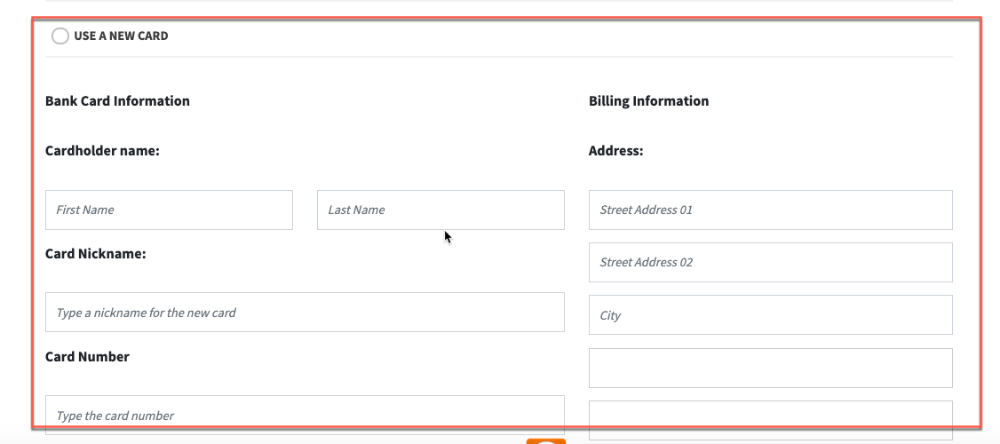 USE A NEW CARD
Bank Card Information
Cardholder name:
First Name
Last Name
Card Nickname:
Type a nickname for the new card
Card Number
Type the card number
Billing Information
Address:
Street Address 01
Street Address 02
City